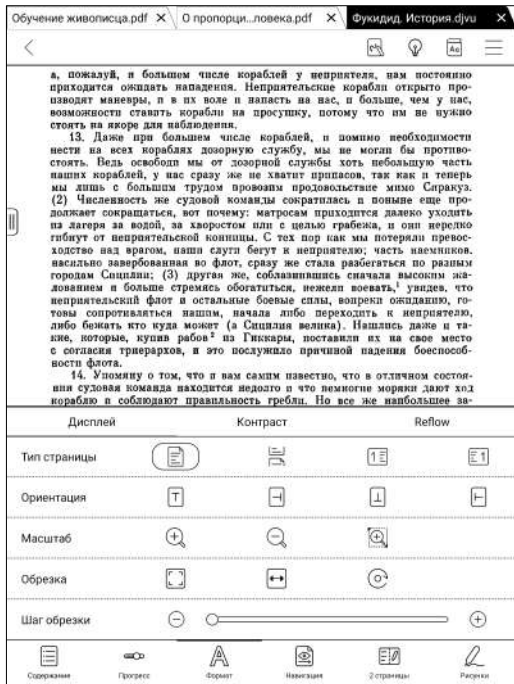 Обучение живописца.pdf × О пропорци...ловека.pdf × Фукидид. История.djvu ×
а, пожалуй, и большем числе кораблей у неприятеля, нам постоянно
приходится ожидать нападения. Неприятельские корабли открыто про-
изводят маневры, и в их воле и напасть на нас, и больше, чем у нас,
возможности ставить корабли на просушку, потому что им не нужно
стоять на якоре для наблюдения.
13. Даже при большем числе кораблей, и помимо необходимости
нести на всех кораблях дозорную службу, мы не могли бы противо-
стоять. Ведь освободи мы от дозорной службы хоть небольшую часть
наших кораблей, у нас сразу же не хватит припасов, так как и теперь
мы лишь с большим трудом провозим продовольствие мимо Сиракуз.
(2) Численность же судовой команды сократилась и поныне еще про-
должает сокращаться, вот почему: матросам приходится далеко уходить
из лагеря за водой, за хворостом или с целью грабежа, и они нередко
гибнут от неприятельской конницы. С тех пор как мы потеряли превос-
ходство над врагом, наши слуги бегут к неприятелю; часть наемников,
насильно завербованная во флот, сразу же стала разбегаться по разным
городам Сицилии; (3) другая же, соблазнившись сначала высоким жа-
лованием и больше стремясь обогатиться, нежели воевать,¹ увидев, что
неприятельский флот и остальные боевые силы, вопреки ожиданию, го-
товы сопротивляться нашим, начала либо переходить к неприятелю,
либо бежать кто куда может (а Сицилия велика). Нашлись даже и та-
кие, которые, купив рабов² из Гиккары, поставили их на свое место
с согласия триерархов, и это послужило причиной падения боеспособ-
ности флота.
14. Упомяну о том, что и вам самим известно, что в отличном состоя-
нии судовая команда находится недолго и что немногие моряки дают ход
кораблю и соблюдают правильность гребли. Но все же наибольшее за-
Дисплей Контраст Reflow
Тип страницы 1 1
Ориентация
Масштаб
Обрезка
Шаг обрезки
Содержание Прогресс Формат Навигация 2 страницы Рисунки